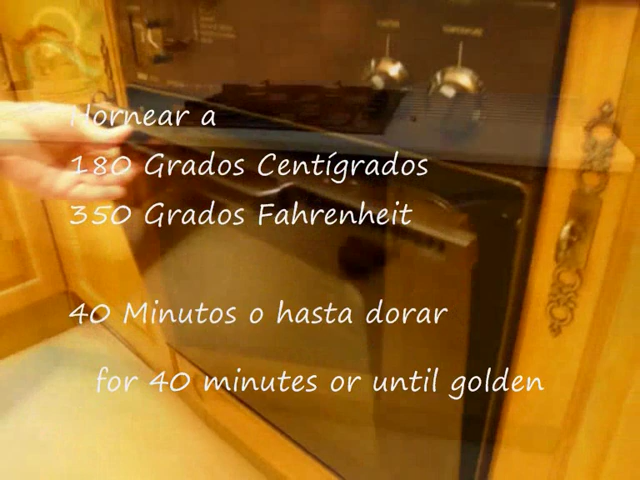 Hornear a
180 Grados Centígrados
350 Grados Fahrenheit
40 Minutos o hasta dorar
for 40 minutes or until golden